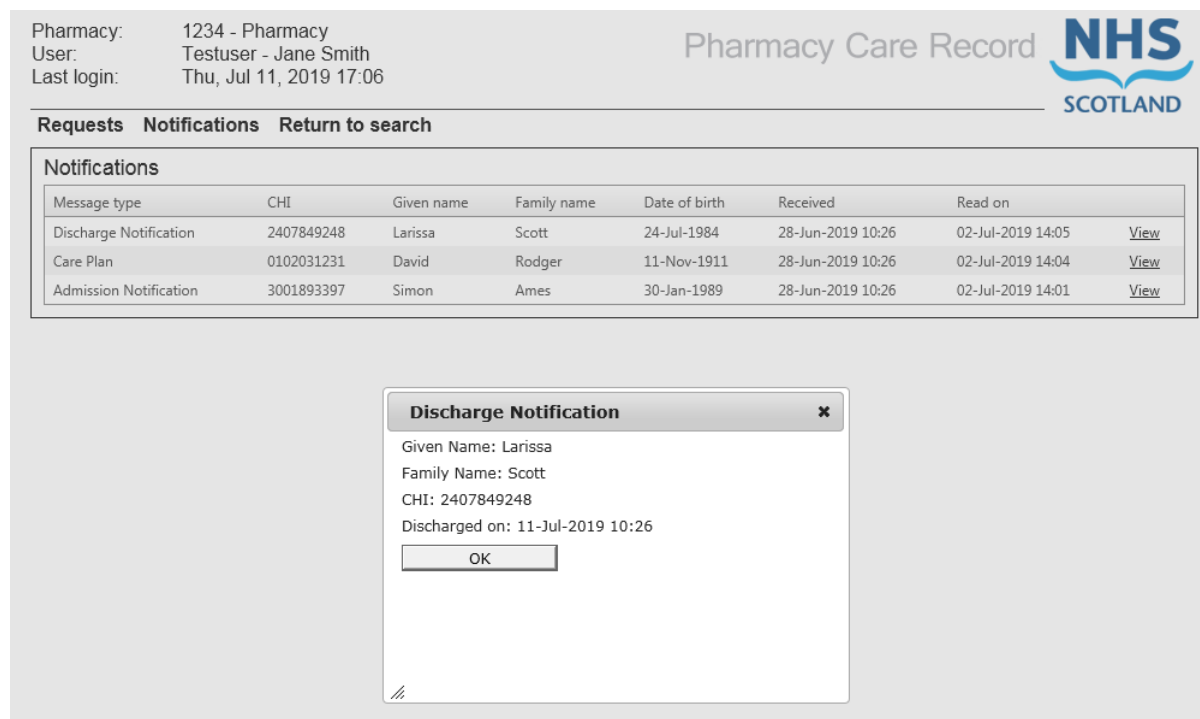 Pharmacy: 1234 - Pharmacy
User: Testuser - Jane Smith
Last login: Thu, Jul 11, 2019 17:06
Pharmacy Care Record
NHS
SCOTLAND
Requests Notifications Return to search
Notifications
Message type CHI Given name Family name Date of birth Received Read on
Discharge Notification 2407849248 Larissa Scott 24-Jul-1984 28-Jun-2019 10:26 02-Jul-2019 14:05 View
Care Plan 0102031231 David Rodger 11-Nov-1911 28-Jun-2019 10:26 02-Jul-2019 14:04 View
Admission Notification 3001893397 Simon Ames 30-Jan-1989 28-Jun-2019 10:26 02-Jul-2019 14:01 View
Discharge Notification
Given Name: Larissa
Family Name: Scott
CHI: 2407849248
Discharged on: 11-Jul-2019 10:26
OK